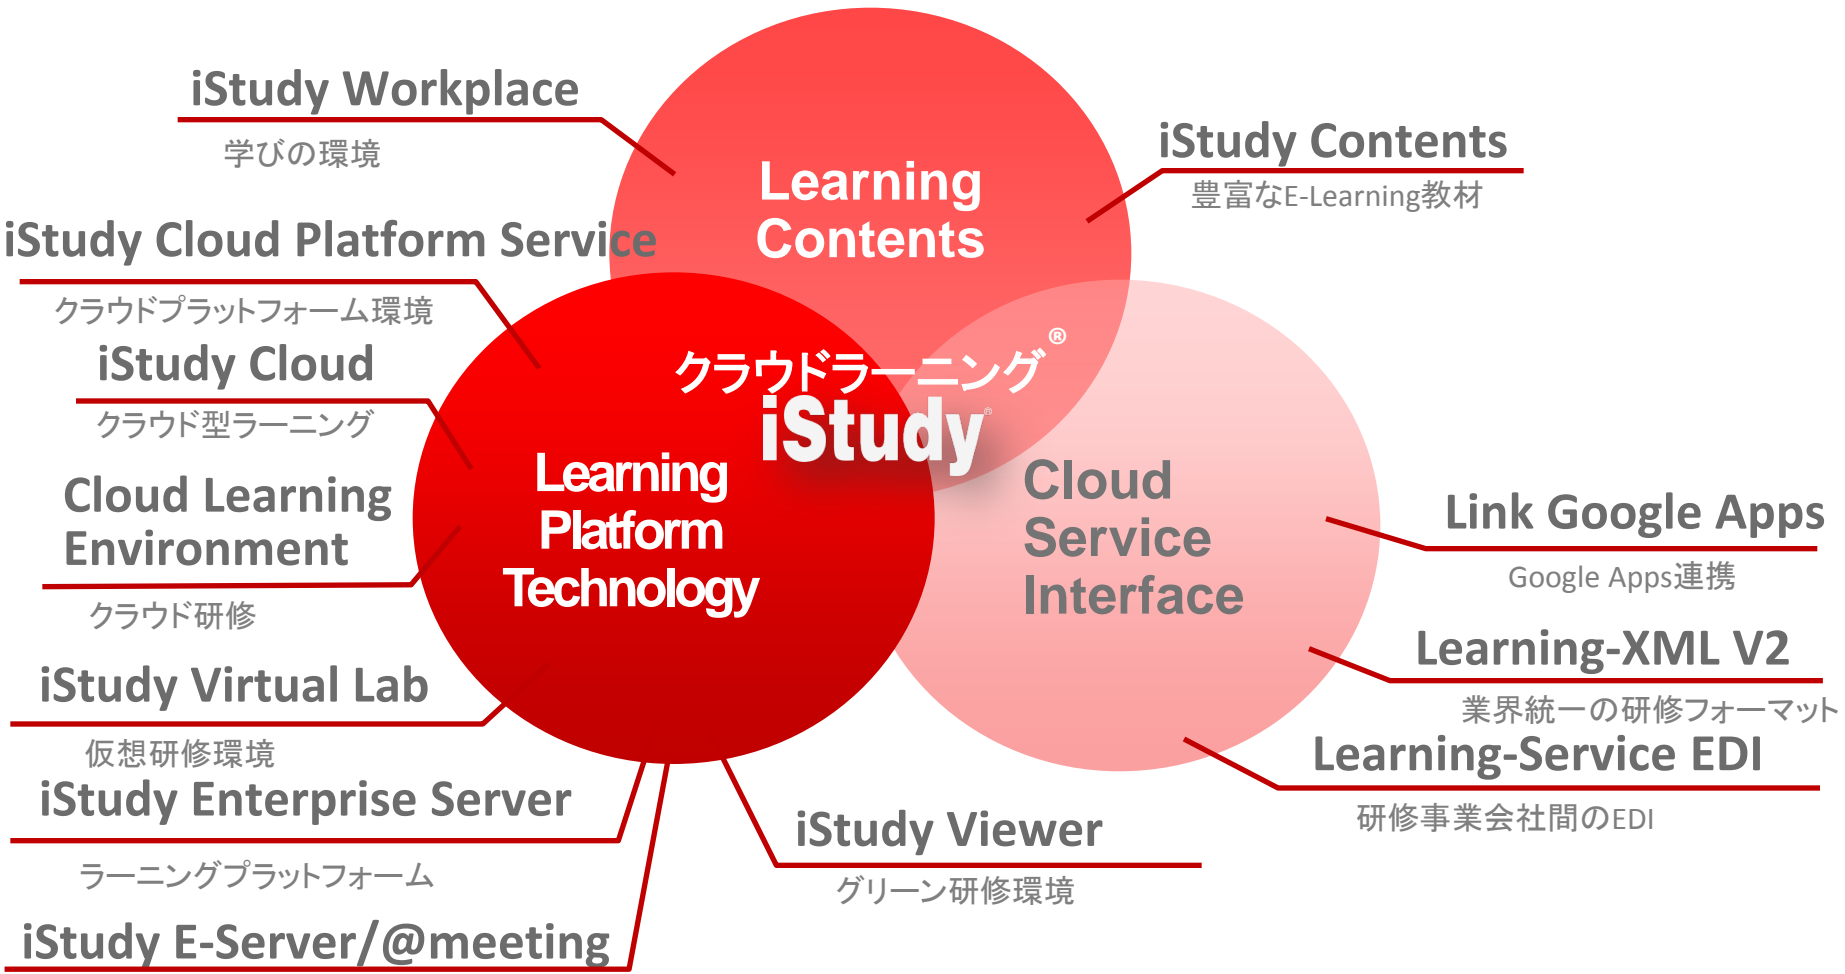 iStudy Workplace
学びの環境
iStudy Contents
豊富なE-Learning教材
Learning
Contents
iStudy Cloud Platform Service
クラウドプラットフォーム環境
iStudy Cloud
クラウド型ラーニング
Cloud Learning
Environment
クラウド研修
iStudy Virtual Lab
仮想研修環境
iStudy Enterprise Server
ラーニングプラットフォーム
iStudy E-Server/@meeting
クラウドラーニング®
iStudy®
Learning
Platform
Technology
Cloud
Service
Interface
Link Google Apps
Google Apps連携
Learning-XML V2
業界統一の研修フォーマット
Learning-Service EDI
研修事業会社間のEDI
iStudy Viewer
グリーン研修環境